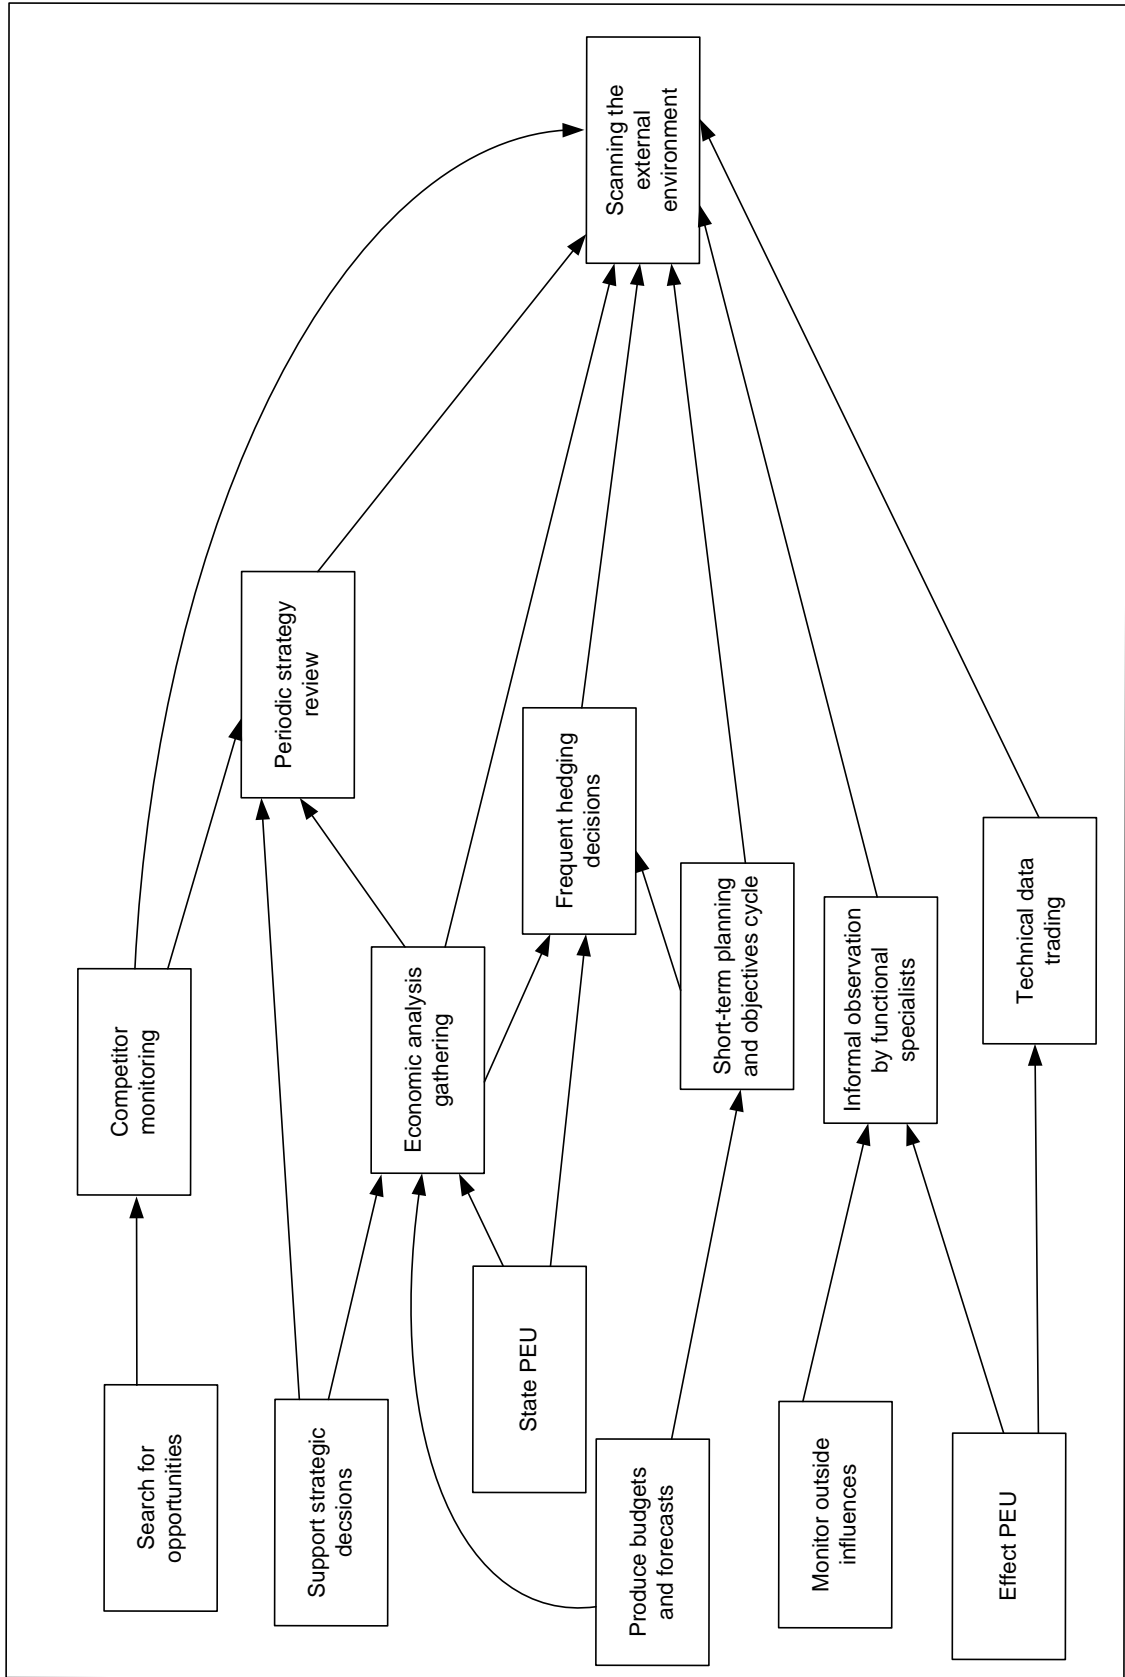 Scanning the
external
environment
Periodic strategy
review
Frequent hedging
decisions
Competitor
monitoring
Economic analysis
gathering
Short-term planning
and objectives cycle
Informal observation
by functional
specialists
Technical data
trading
Search for
opportunities
Support strategic
decsions
State PEU
Produce budgets
and forecasts
Monitor outside
influences
Effect PEU